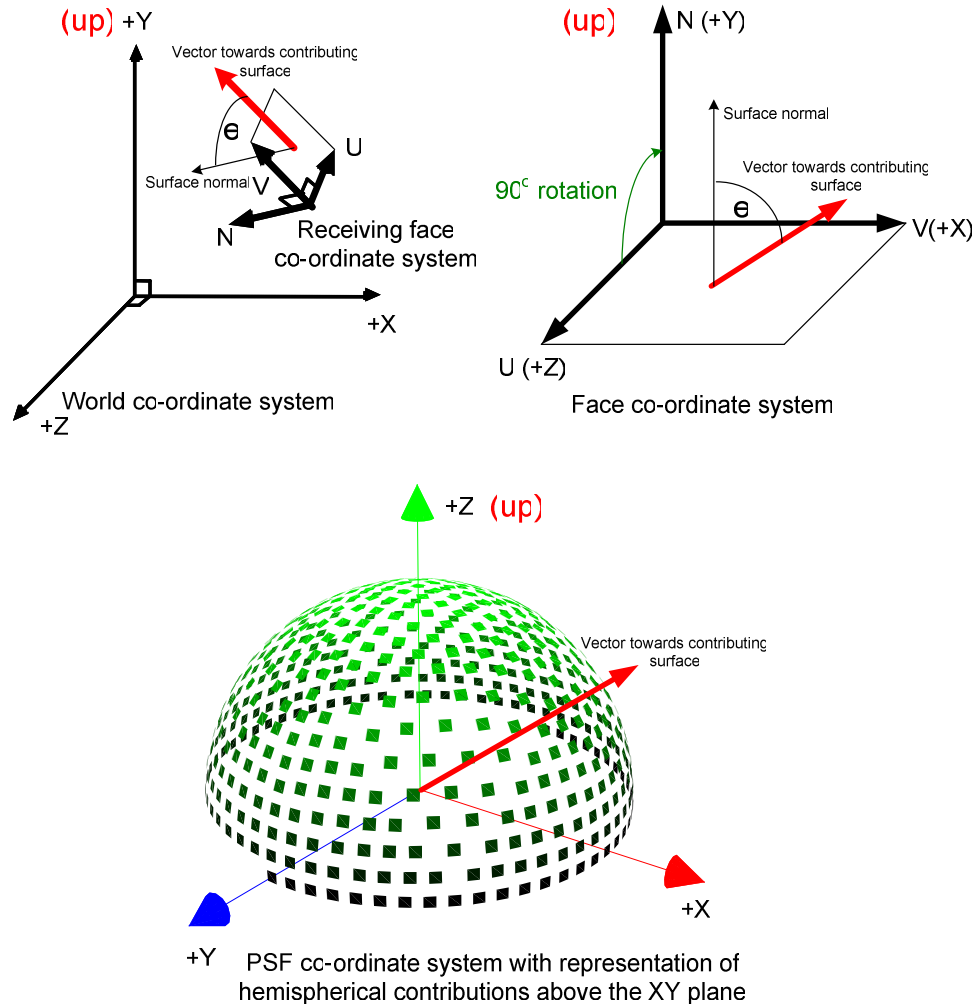 (up) +Y
Vector towards contributing
surface
ɵ
U
Surface normal
V
N
Receiving face
co-ordinate system
+X
+Z
World co-ordinate system
(up)
N (+Y)
Surface normal
Vector towards contributing
surface
90° rotation
ɵ
V(+X)
U (+Z)
Face co-ordinate system
+Z (up)
Vector towards contributing
surface
+X
+Y
PSF co-ordinate system with representation of
hemispherical contributions above the XY plane